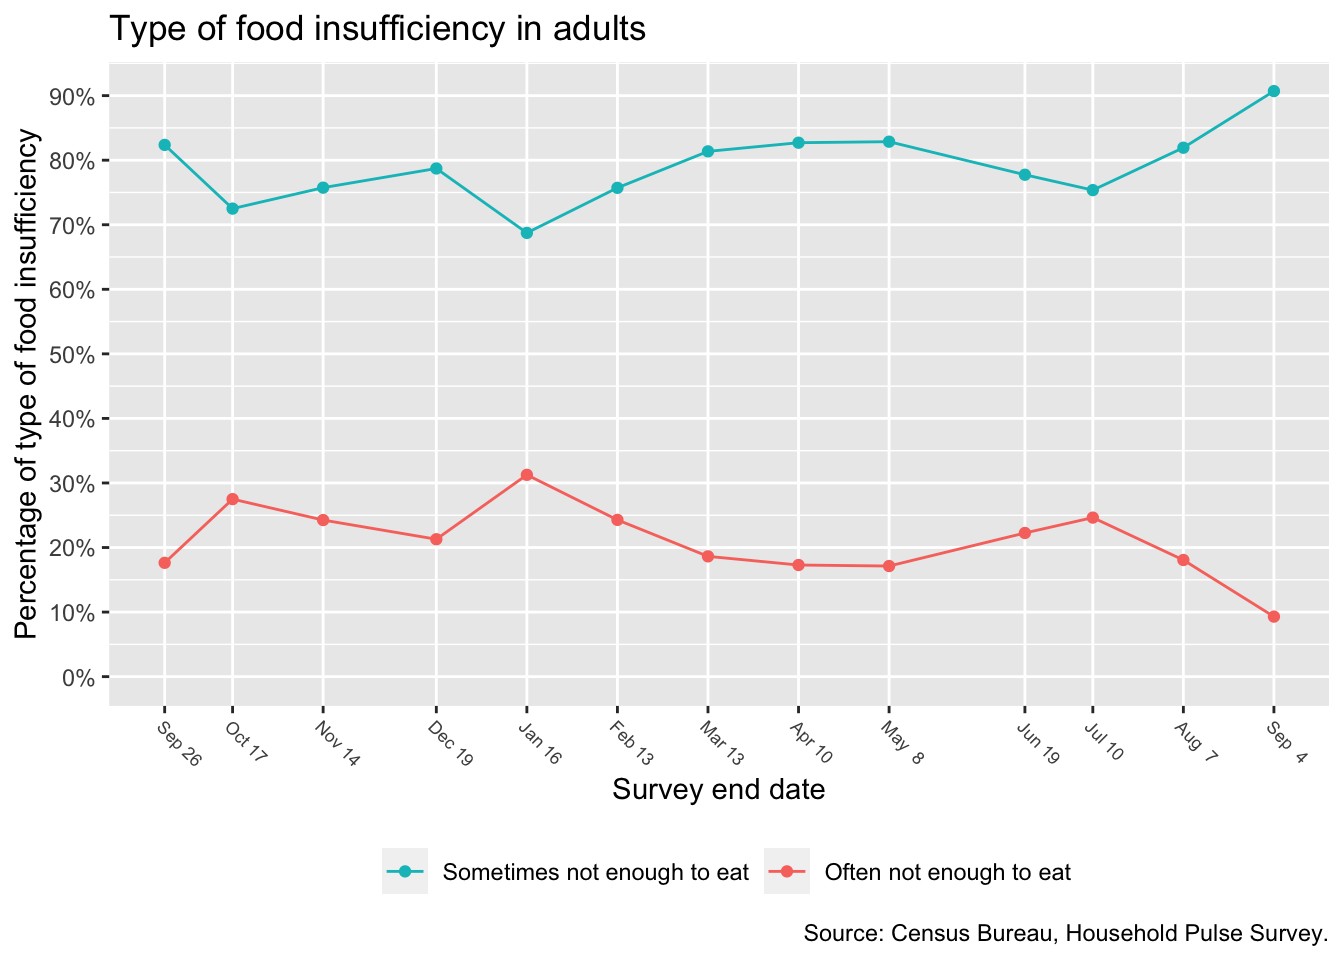 Type of food insufficiency in adults
Percentage of type of food insufficiency
90%
80%
70%
60%
50%
40%
30%
20%
10%
0%
Sep 26
Oct 17
Nov 14
Dec 19
Jan 16
Feb 13
Mar 13
Apr 10
May 8
Jun 19
Jul 10
Aug 7
Sep 4
Survey end date
Sometimes not enough to eat
Often not enough to eat
Source: Census Bureau, Household Pulse Survey.